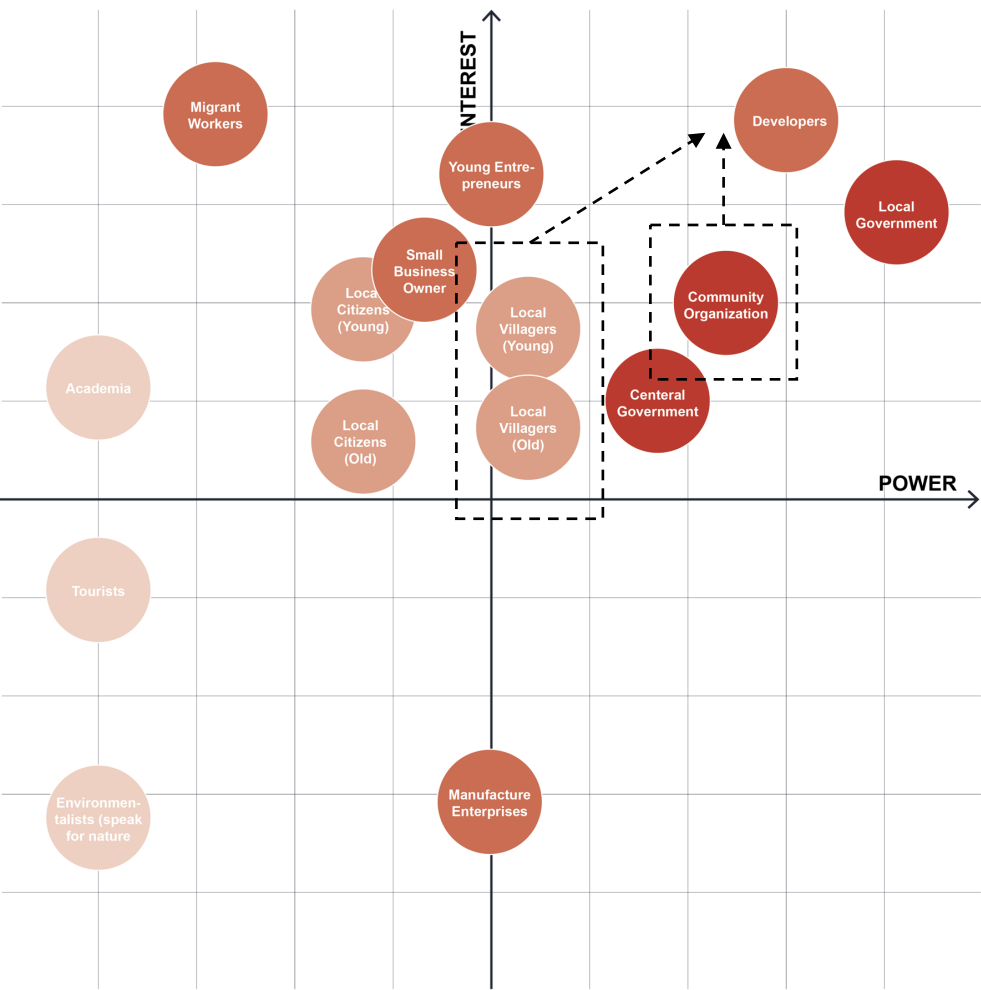 INTEREST
Migrant
Workers
Developers
Young Entre-
preneurs
Local
Government
Small
Business
Owner
Loca
Citizens
(Young)
Local
Villagers
(Young)
Community
Organization
Academia
Centeral
Government
Local
Citizens
(Old)
Local
Villagers
(Old)
POWER
Tourists
Manufacture
Enterprises
Environmen-
talists (speak
for nature